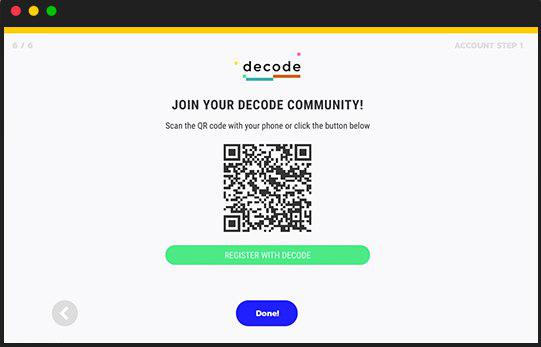 6 / 6
ACCOUNT STEP 1
decode
JOIN YOUR DECODE COMMUNITY!
Scan the QR code with your phone or click the button below
REGISTER WITH DECODE
Done!